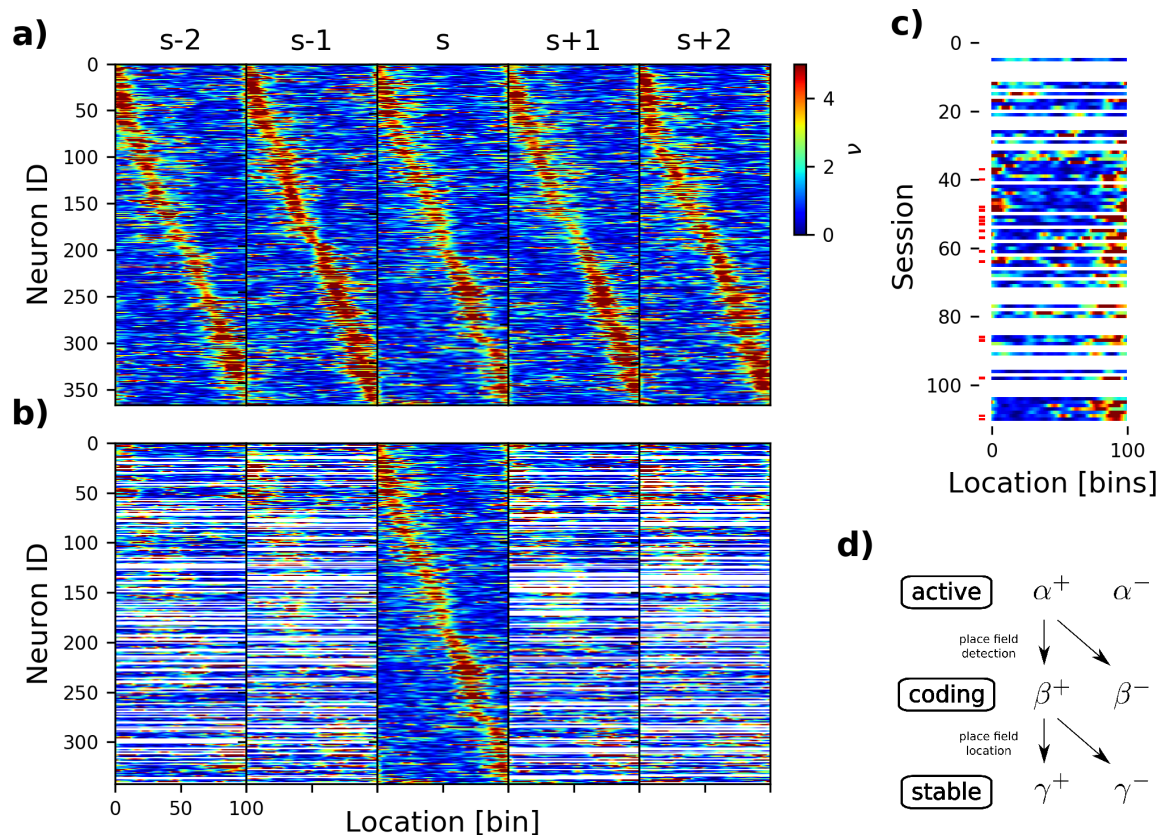 a)
s-2 s-1 s s+1 s+2
0
50
100
150
200
250
300
350
Neuron ID
4
2
0
ν
b)
0
50
100
150
200
250
300
Neuron ID
0 50 100
Location [bin]
c)
0
20
40
60
80
100
Session
0 100
Location [bins]
d)
active α⁺ α⁻
place field
detection
coding β⁺ β⁻
place field
location
stable γ⁺ γ⁻